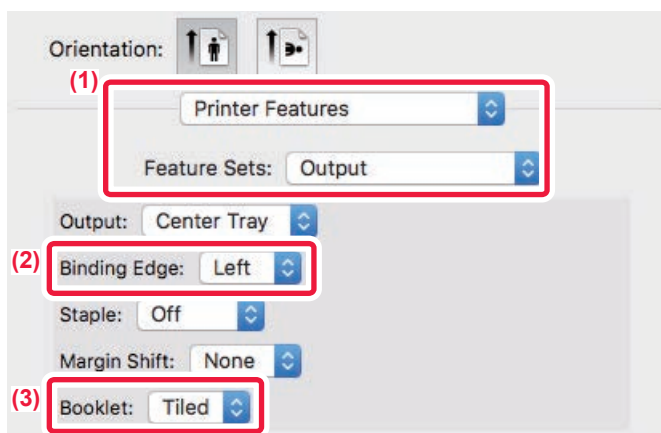 Orientation:
(1)
Printer Features
Feature Sets: Output
Output: Center Tray
(2) Binding Edge: Left
Staple: Off
Margin Shift: None
(3) Booklet: Tiled